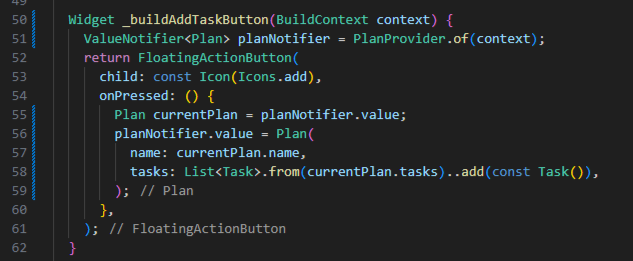 50 Widget _buildAddTaskButton(BuildContext context) {
51 ValueNotifier<Plan> planNotifier = PlanProvider.of(context);
52 return FloatingActionButton(
53 child: const Icon(Icons.add),
54 onPressed: () {
55 Plan currentPlan = planNotifier.value;
56 planNotifier.value = Plan(
57 name: currentPlan.name,
58 tasks: List<Task>.from(currentPlan.tasks)..add(const Task()),
59 ); // Plan
60 },
61 ); // FloatingActionButton
62 }